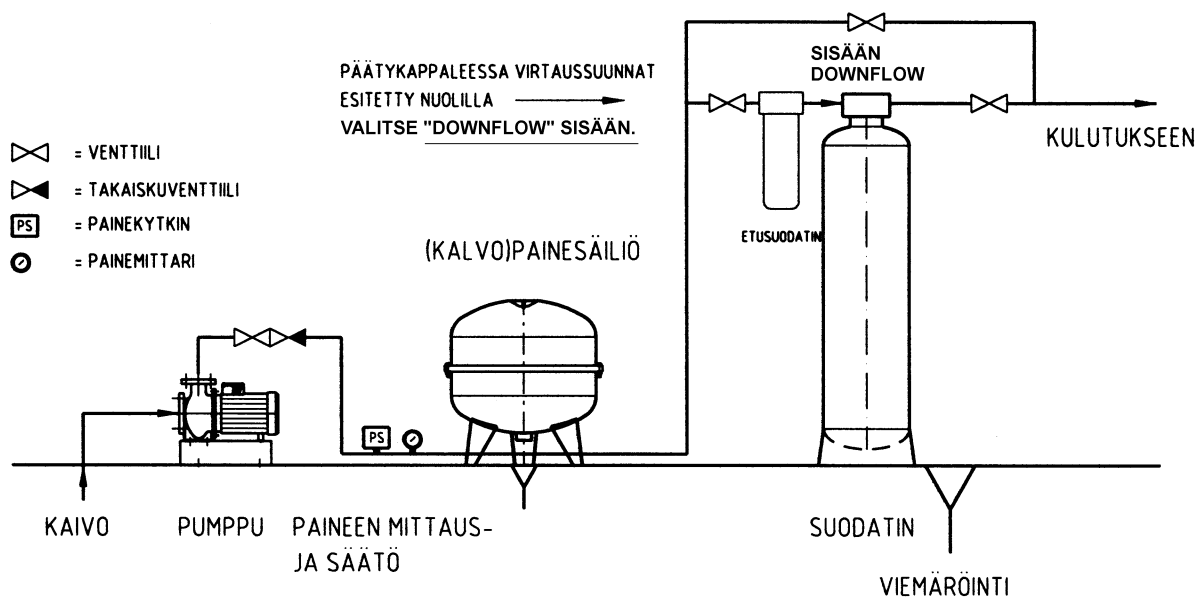 PÄÄTYKAPPALEESSA VIRTAUSSUUNNAT
ESITETTY NUOLILLA
VALITSE "DOWNFLOW" SISÄÄN.
SISÄÄN
DOWNFLOW
KULUTUKSEEN
= VENTTIILI
= TAKAISKUVENTTIILI
PS = PAINEKYTKIN
= PAINEMITTARI
ETUSUODATIN
(KALVO)PAINESÄILIÖ
PS
KAIVO
PUMPPU
PAINEEN MITTAUS-
JA SÄÄTÖ
SUODATIN
VIEMÄRÖINTI